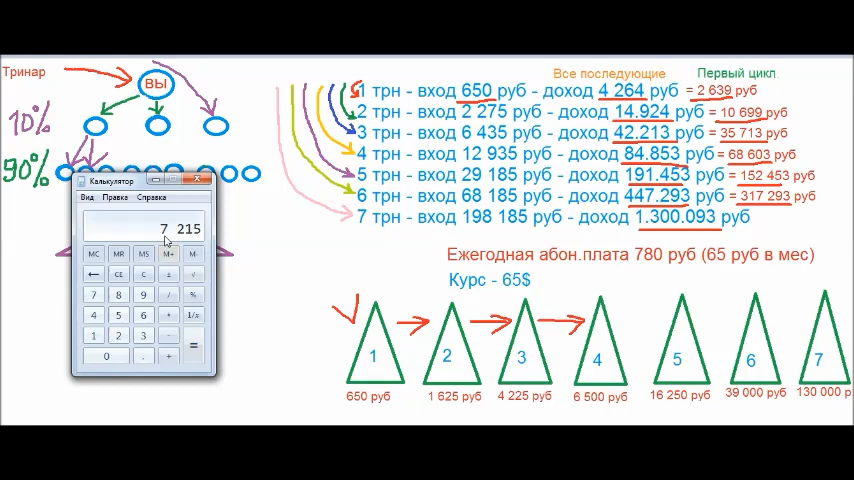 Тринар
ВЫ
10%
90%
Все последующие
Первый цикл
1 трн - вход 650 руб - доход 4 264 руб = 2 639 руб
2 трн - вход 2 275 руб - доход 14.924 руб = 10 699 руб
3 трн - вход 6 435 руб - доход 42.213 руб = 35 713 руб
4 трн - вход 12 935 руб - доход 84.853 руб = 68 603 руб
5 трн - вход 29 185 руб - доход 191.453 руб = 152 453 руб
6 трн - вход 68 185 руб - доход 447.293 руб = 317 293 руб
7 трн - вход 198 185 руб - доход 1.300.093 руб
Ежегодная абон.плата 780 руб (65 руб в мес)
Курс - 65$
1 2 3 4 5 6 7
650 руб 1 625 руб 4 225 руб 6 500 руб 16 250 руб 39 000 руб 130 000 р
Калькулятор
Вид Правка Справка
7 215
MC MR MS M+ M-
← CE C ± √
7 8 9 / %
4 5 6 * 1/x
1 2 3 - =
0 , +